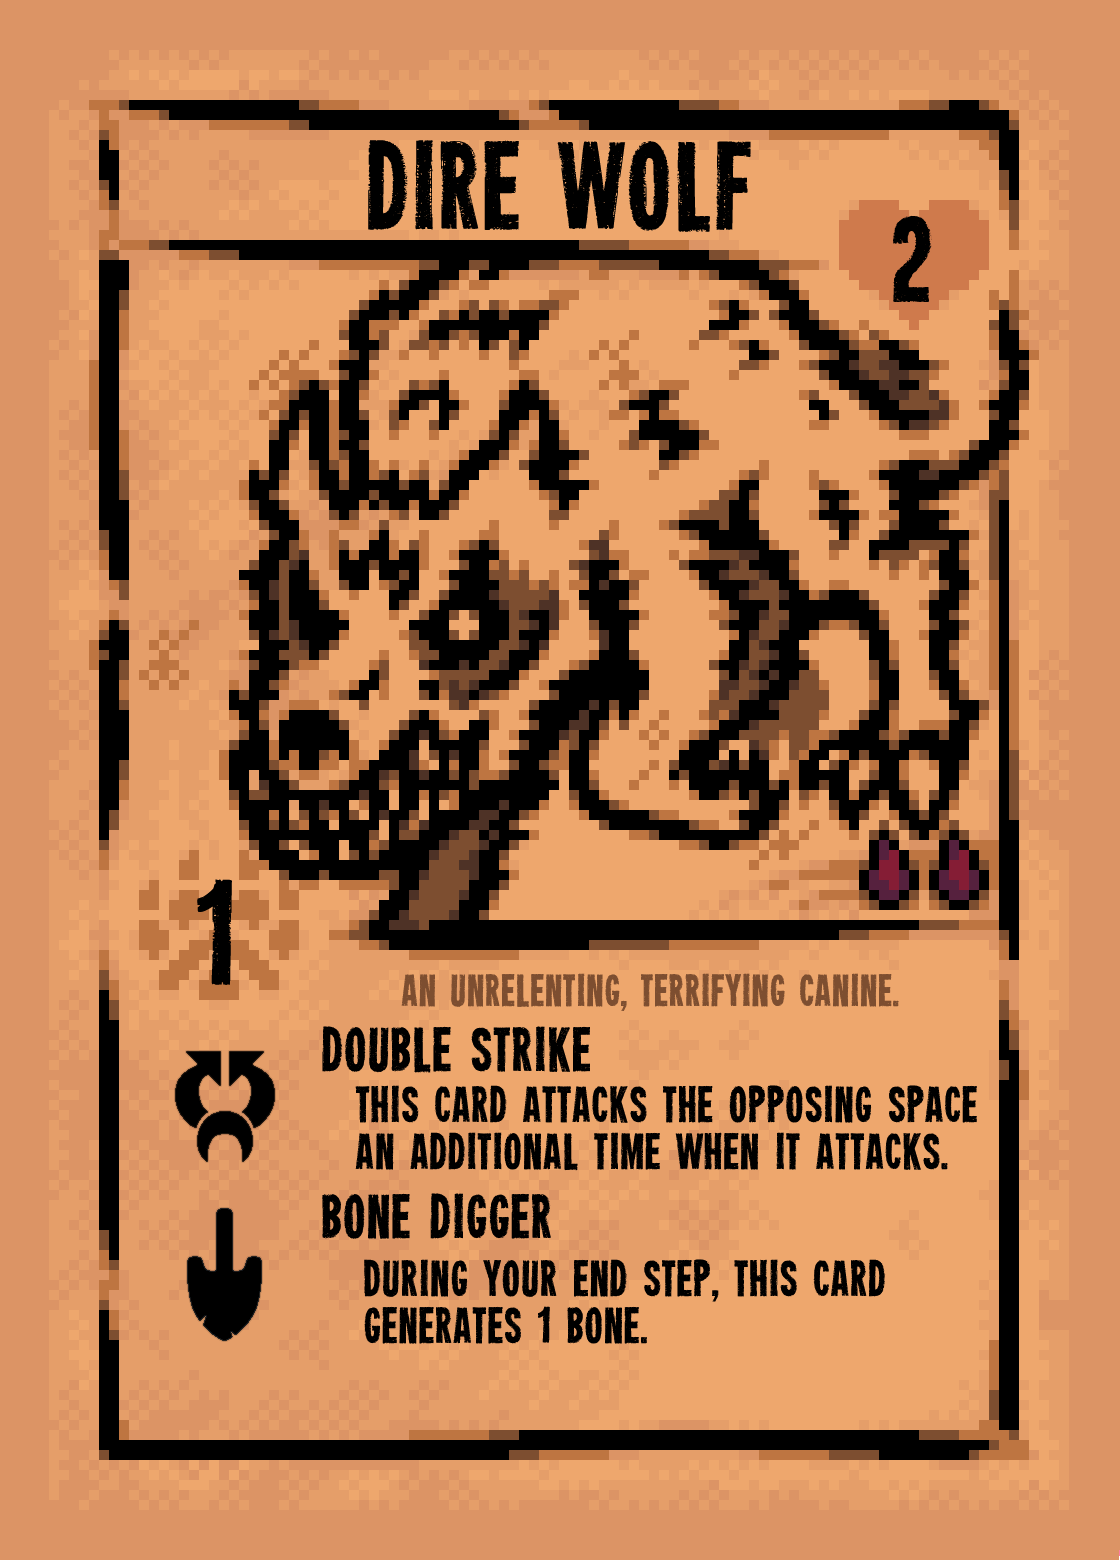 DIRE WOLF
2
1
AN UNRELENTING, TERRIFYING CANINE.
DOUBLE STRIKE
THIS CARD ATTACKS THE OPPOSING SPACE
AN ADDITIONAL TIME WHEN IT ATTACKS.
BONE DIGGER
DURING YOUR END STEP, THIS CARD
GENERATES 1 BONE.